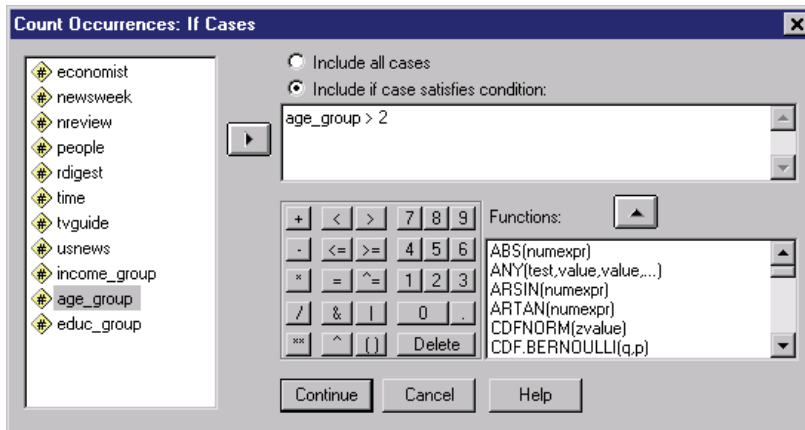 Count Occurrences: If Cases
economist
newsweek
nreview
people
rdigest
time
tvguide
usnews
income_group
age_group
educ_group
Include all cases
Include if case satisfies condition:
age_group > 2
+ < > 7 8 9
- <= >= 4 5 6
* = ^= 1 2 3
/ & | 0 .
** ^ () Delete
Functions:
ABS(numexpr)
ANY(test,value,value,...)
ARSIN(numexpr)
ARTAN(numexpr)
CDFNORM(zvalue)
CDF.BERNOULLI(q,p)
Continue Cancel Help